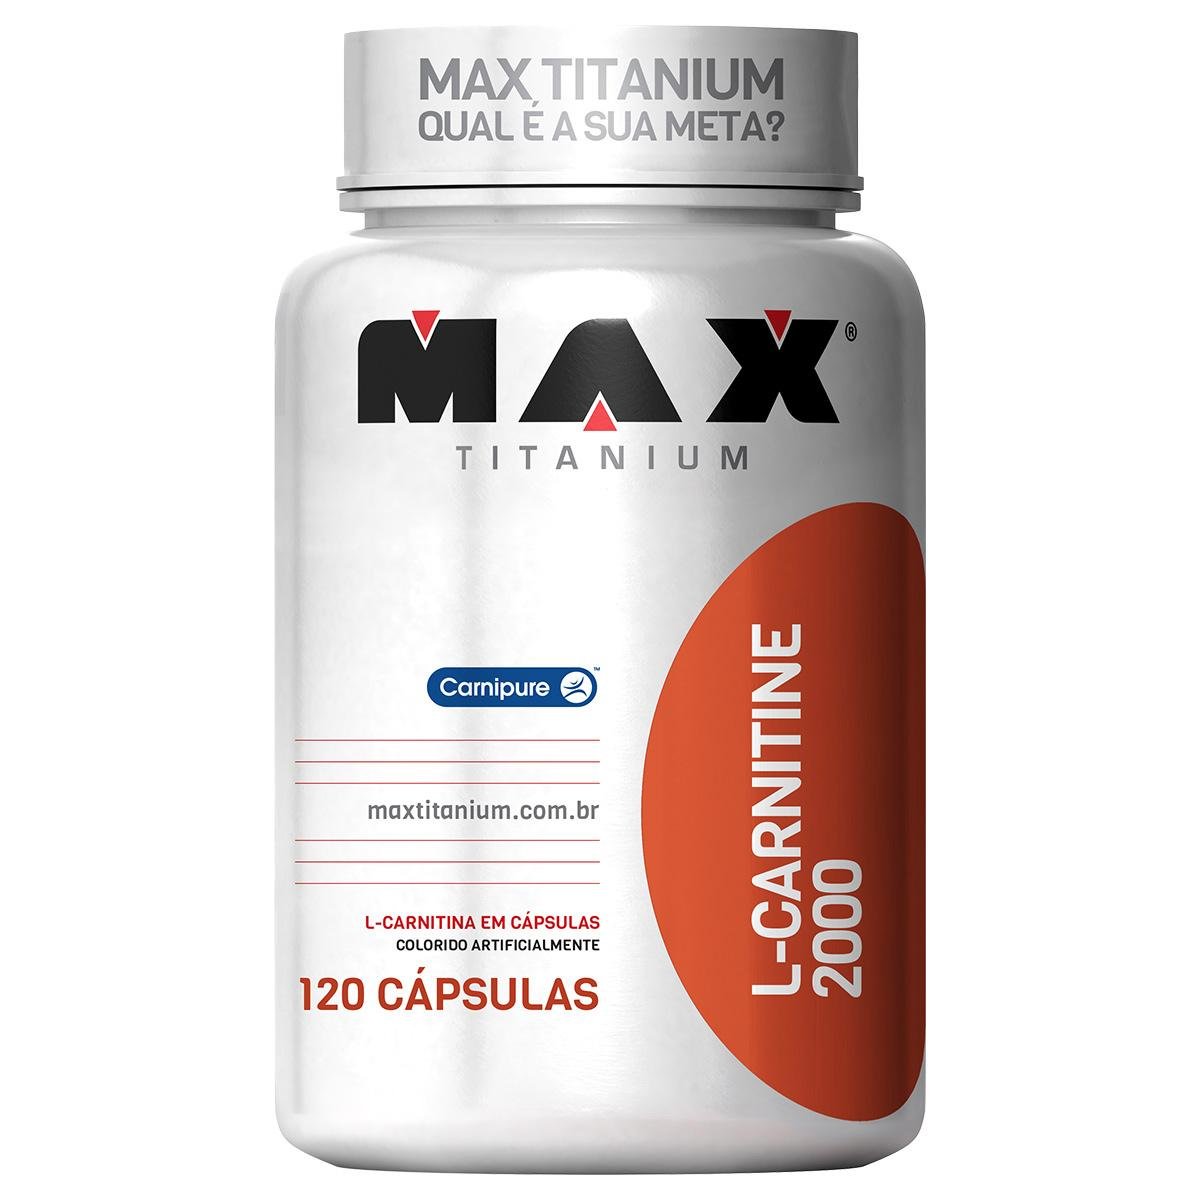 MAX TITANIUM
QUAL É A SUA META?
MAX®
TITANIUM
Carnipure™
maxtitanium.com.br
L-CARNITINA EM CÁPSULAS
COLORIDO ARTIFICIALMENTE
120 CÁPSULAS
L-CARNITINE
2000